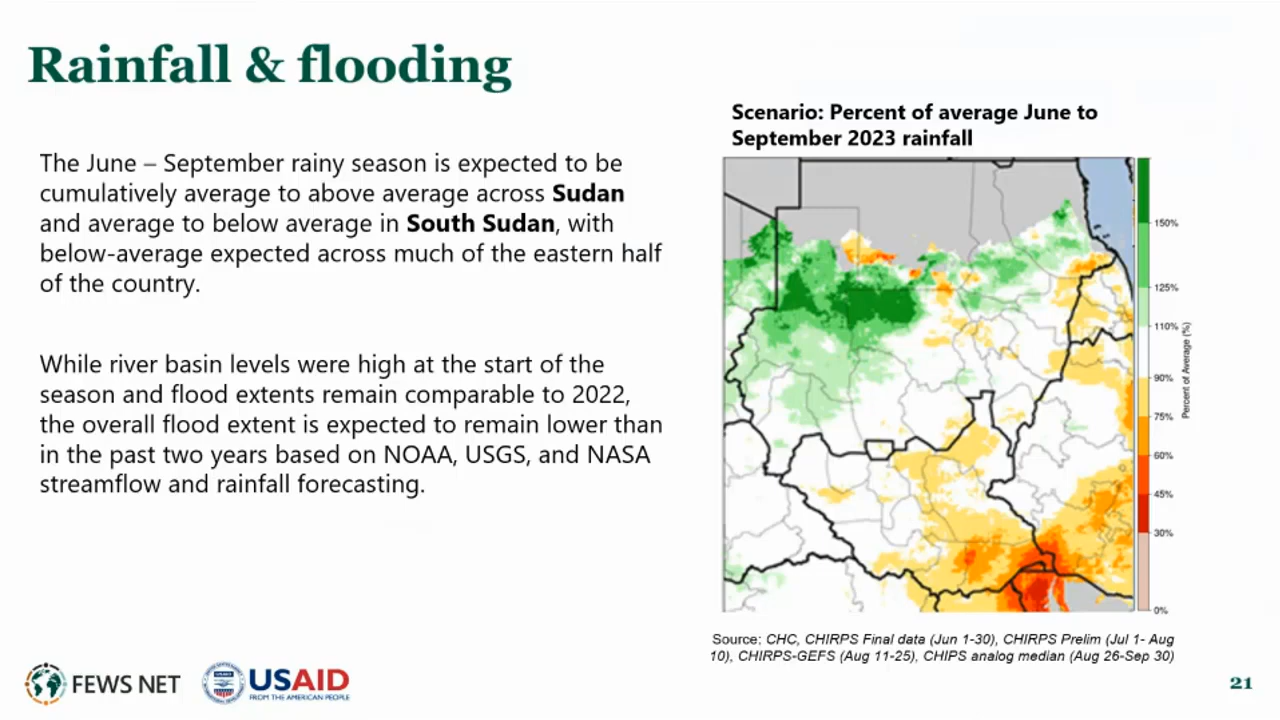 Rainfall & flooding
The June – September rainy season is expected to be
cumulatively average to above average across Sudan
and average to below average in South Sudan, with
below-average expected across much of the eastern half
of the country.
While river basin levels were high at the start of the
season and flood extents remain comparable to 2022,
the overall flood extent is expected to remain lower than
in the past two years based on NOAA, USGS, and NASA
streamflow and rainfall forecasting.
Scenario: Percent of average June to
September 2023 rainfall
150%
125%
110%
90%
75%
60%
45%
30%
0%
Percent of Average (%)
Source: CHC, CHIRPS Final data (Jun 1-30), CHIRPS Prelim (Jul 1- Aug
10), CHIRPS-GEFS (Aug 11-25), CHIPS analog median (Aug 26-Sep 30)
FEWS NET
USAID
FROM THE AMERICAN PEOPLE
21